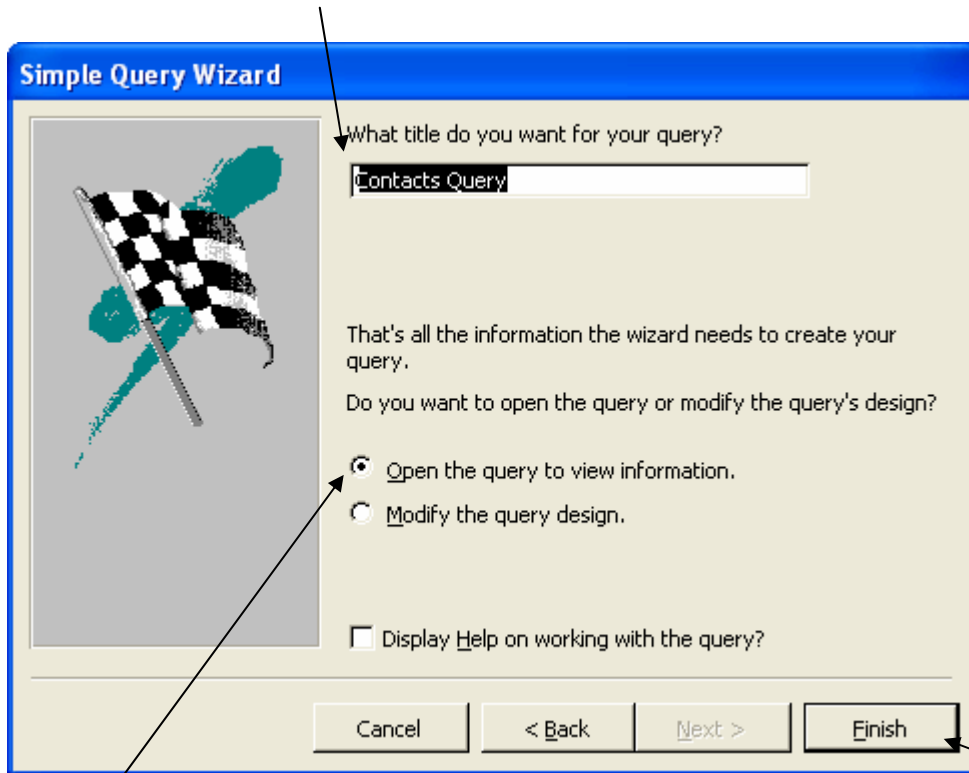 Simple Query Wizard
What title do you want for your query?
Contacts Query
That's all the information the wizard needs to create your
query.
Do you want to open the query or modify the query's design?
Open the query to view information.
Modify the query design.
Display Help on working with the query?
Cancel
< Back
Next >
Finish